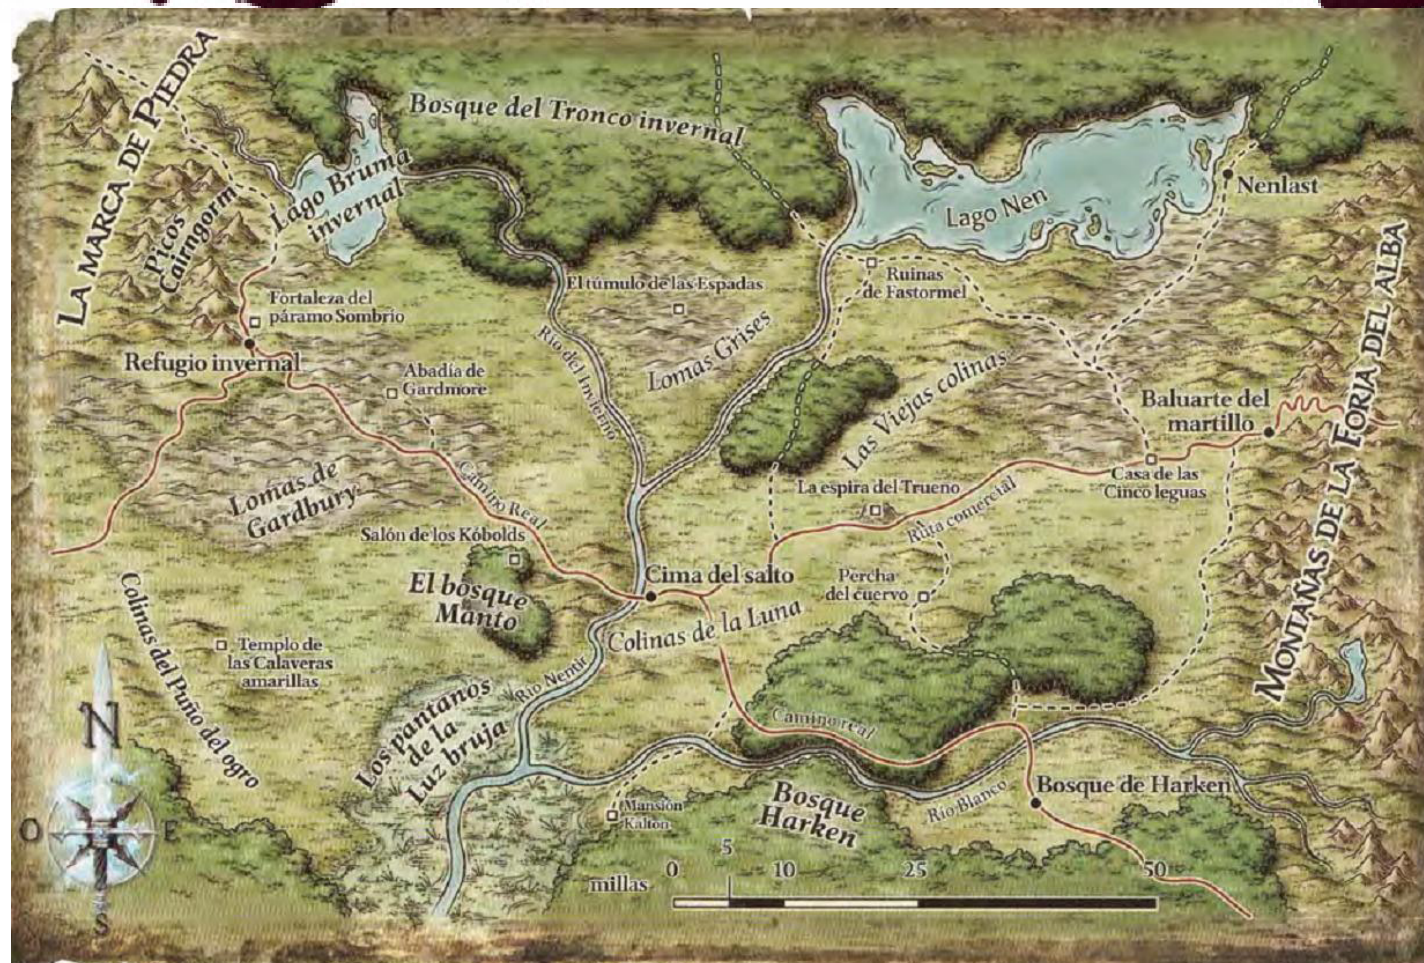 LA MARCA DE PIEDRA
Bosque del Tronco invernal
Lago Bruma
invernal
Picos
Cairngorm
Lago Nen
Nenlast
Fortaleza del
páramo Sombrio
Refugio invernal
El túmulo de las Espadas
Ruinas
de Fastormel
Lomas Grises
Río del Invierno
Abadía de
Gardmore
Las Viejas colinas
Baluarte del
martillo
Casa de las
Cinco leguas
MONTAÑAS DE LA FORJA DEL ALBA
Lomas de
Gardbury
Camino Real
La espira del Trueno
Ruta comercial
Salón de los Kóbolds
El bosque
Manto
Cima del salto
Percha
del cuervo
Colinas de la Luna
Colinas del Puño del ogro
Templo de
las Calaveras
amarillas
Río Nentir
Los pantanos
de la
Luz bruja
Camino real
Mansión
Kalton
Bosque
Harken
Río Blanco
Bosque de Harken
N
O
E
S
millas
0
5
10
25
50